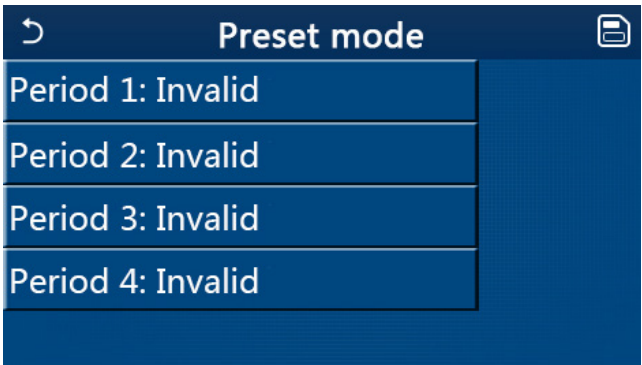 Preset mode
Period 1: Invalid
Period 2: Invalid
Period 3: Invalid
Period 4: Invalid